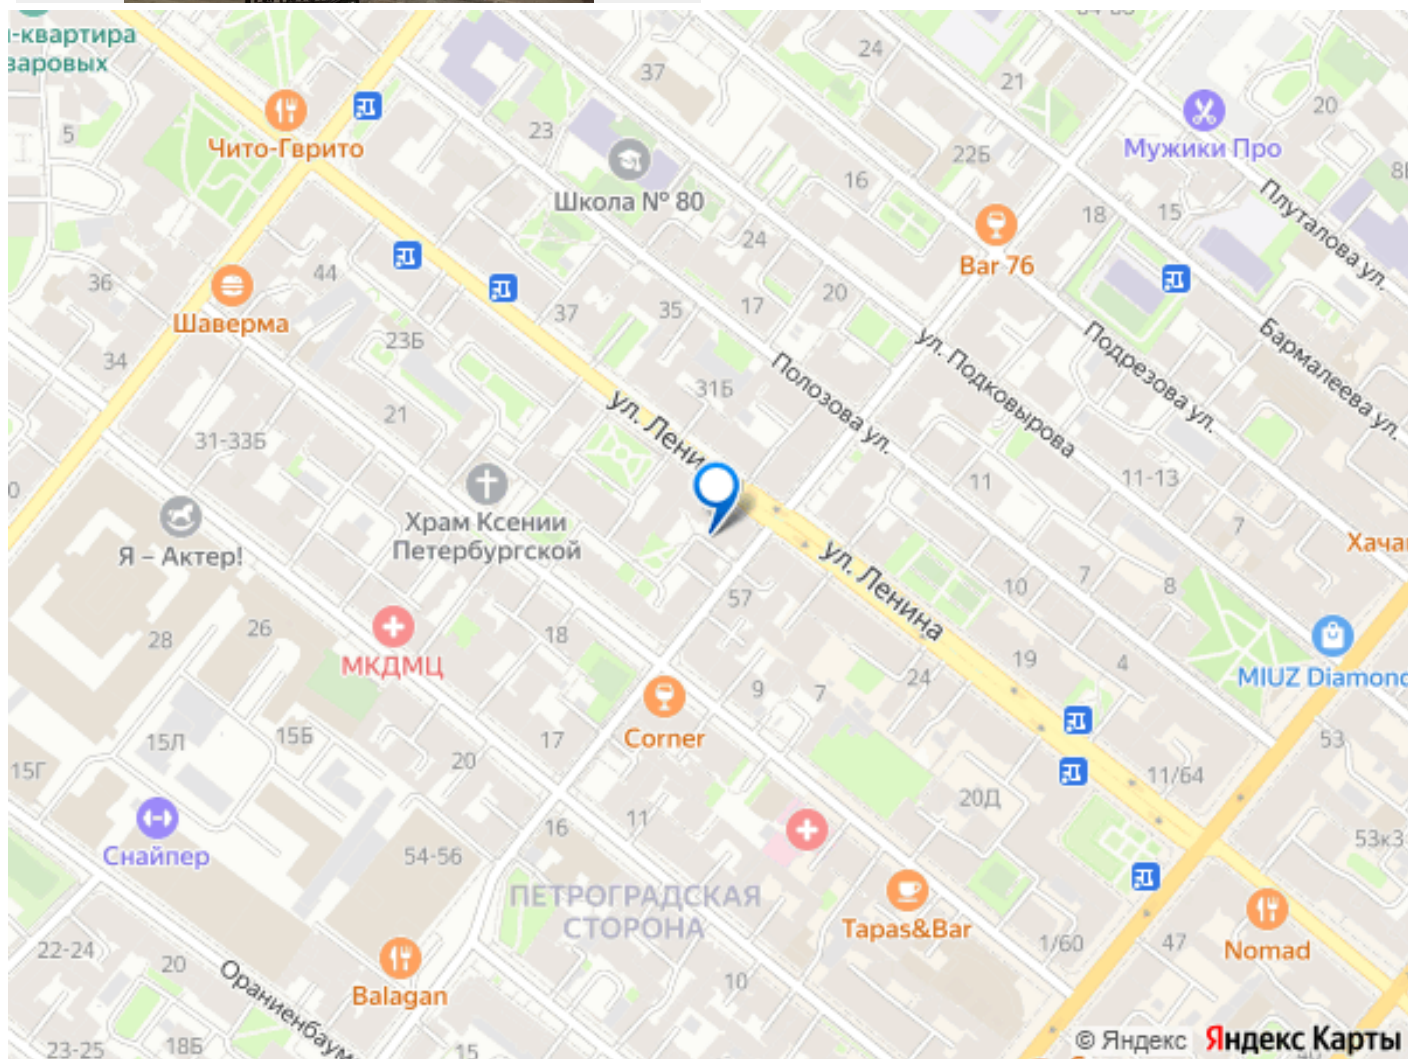 -квартира
заровых
24
37
21
20
5
Чито-Гврито
23
Мужики Про
22Б
16
Школа № 80
18
15
Плуталова ул.
24
Bar 76
44
36
20
17
35
37
Шаверма
23Б
34
ул. Подковырова
Подрезова ул.
Бармалеева ул.
Полозова ул.
31Б
21
ул. Ленина
31-33Б
11
11-13
7
Храм Ксении
Петербургской
Я – Актер!
Хача
ул. Ленина
57
10
7
8
28
26
18
МКДМЦ
19
4
9
7
24
MIUZ Diamond
Corner
15Л
15Б
17
53
15Г
20
11/64
20Д
Снайпер
16
11
53к3
54-56
ПЕТРОГРАДСКАЯ
СТОРОНА
Tapas&Bar
1/60
47
Nomad
22-24
20
10
Balagan
Ораниенбаум
23-25
18Б
15
© Яндекс Яндекс Карты